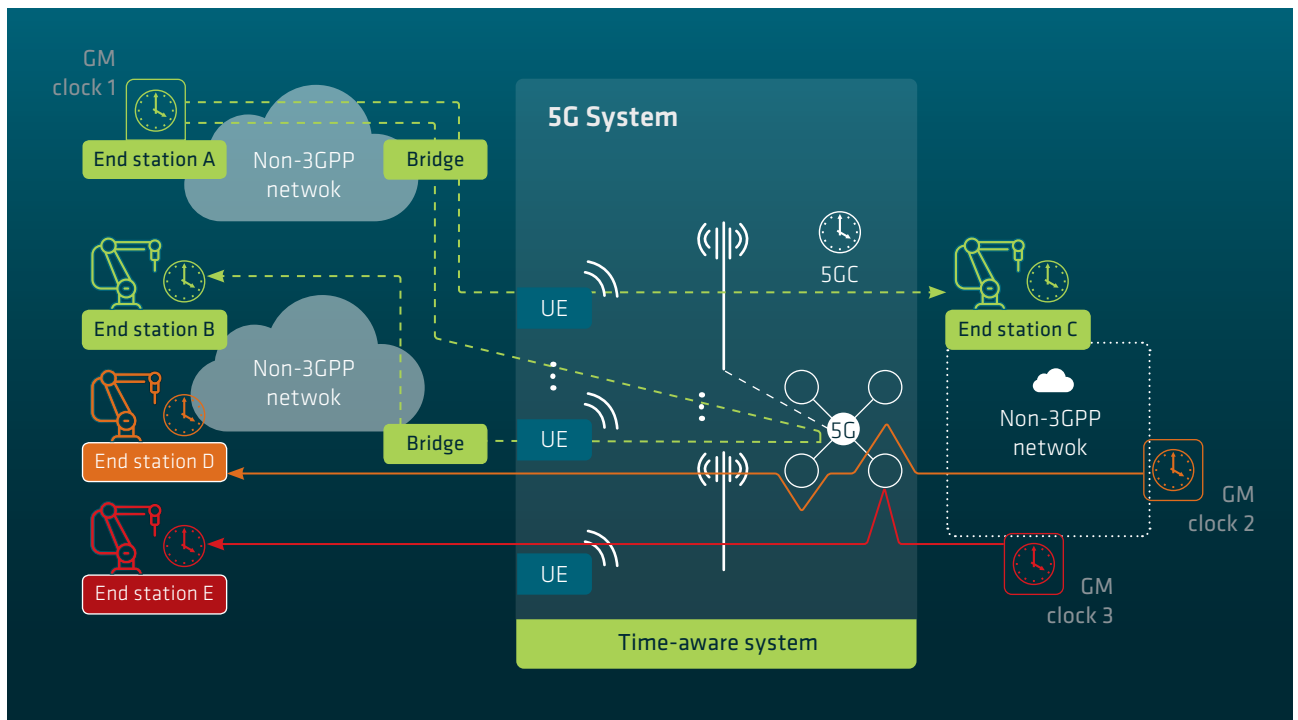 GM
clock 1
End station A
Non-3GPP
netwok
Bridge
5G System
5GC
UE
End station B
End station C
Non-3GPP
netwok
Non-3GPP
netwok
UE
5G
Bridge
End station D
GM
clock 2
UE
End station E
GM
clock 3
Time-aware system